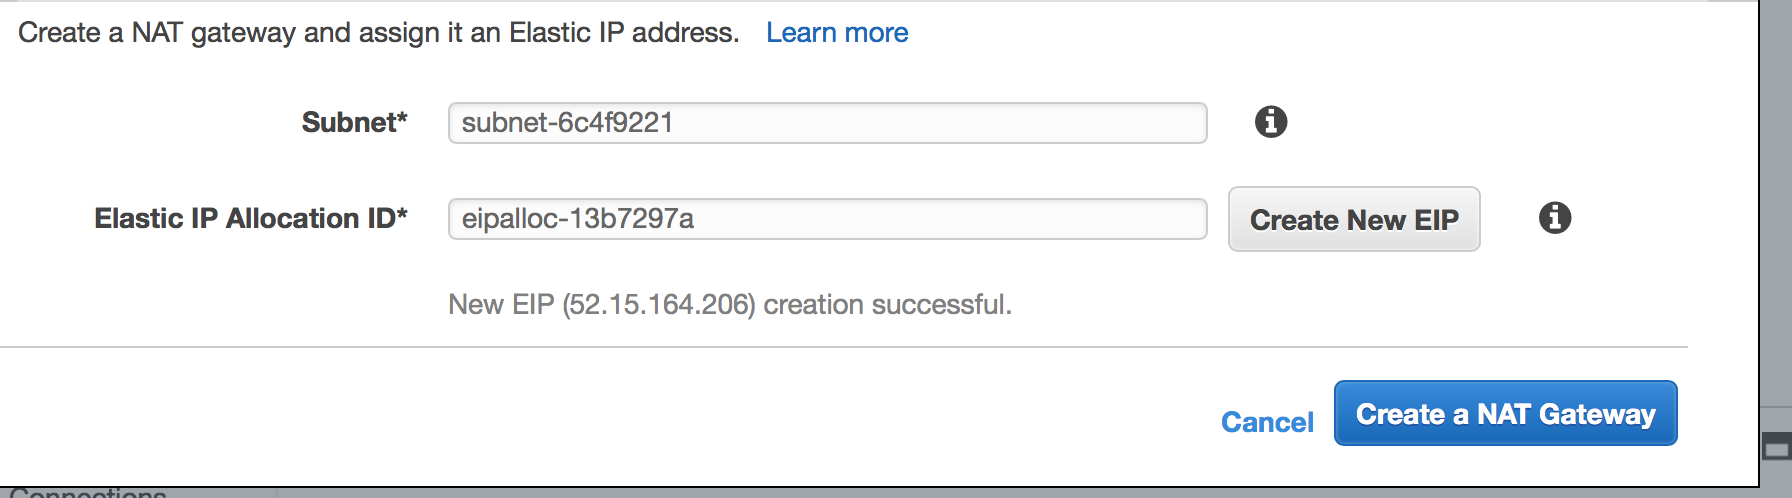 Create a NAT gateway and assign it an Elastic IP address. Learn more
Subnet* subnet-6c4f9221
Elastic IP Allocation ID* eipalloc-13b7297a Create New EIP
New EIP (52.15.164.206) creation successful.
Cancel Create a NAT Gateway
Connections